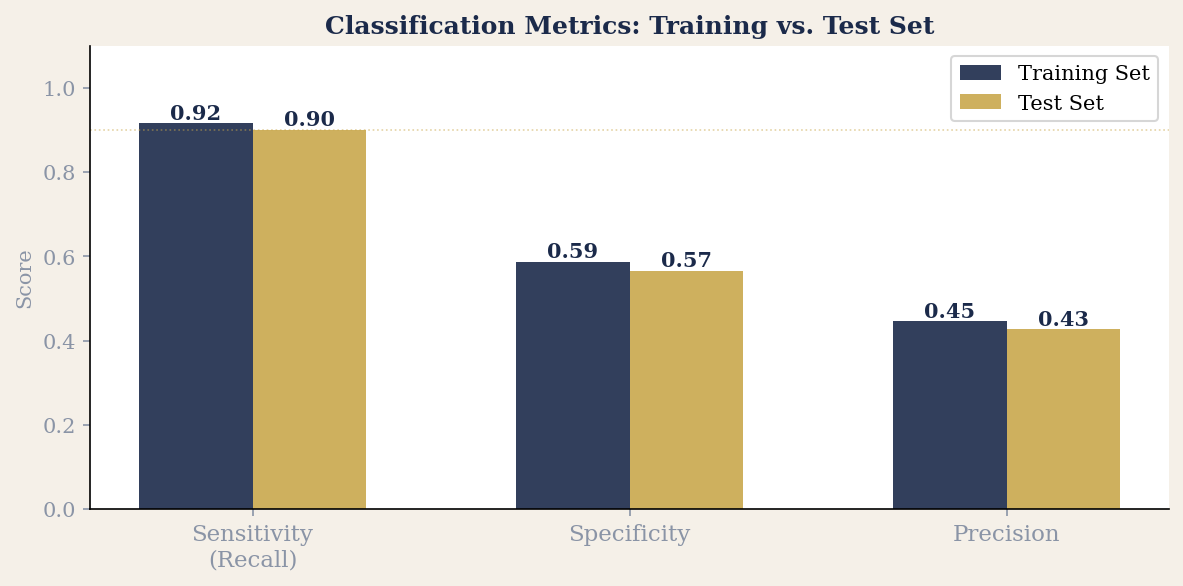 Classification Metrics: Training vs. Test Set
Training Set
Test Set
Score
1.0
0.8
0.6
0.4
0.2
0.0
0.92
0.90
0.59
0.57
0.45
0.43
Sensitivity
(Recall)
Specificity
Precision